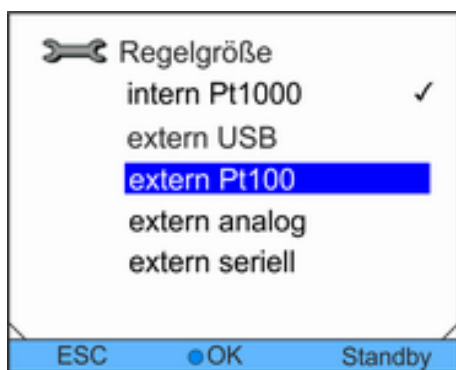 Regelgröße
intern Pt1000 ✓
extern USB
extern Pt100
extern analog
extern seriell
ESC OK Standby